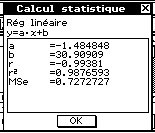 Calcul statistique
Rég linéaire
y=a·x+b
a =-1.484848
b =30.90909
r =-0.99381
r² =0.9876593
MSe =0.7272727
OK